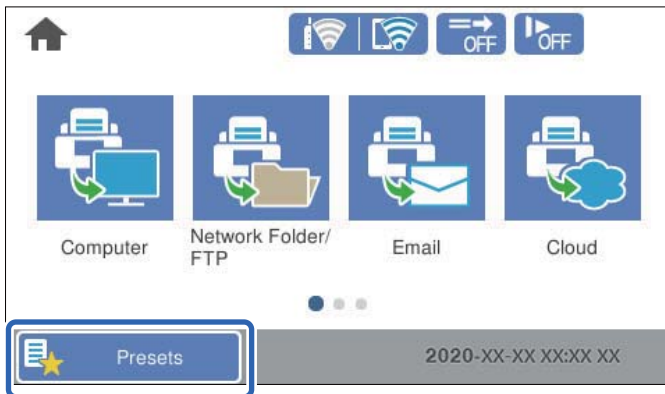 OFF
OFF
Computer
Network Folder/
FTP
Email
Cloud
Presets
2020-XX-XX XX:XX XX